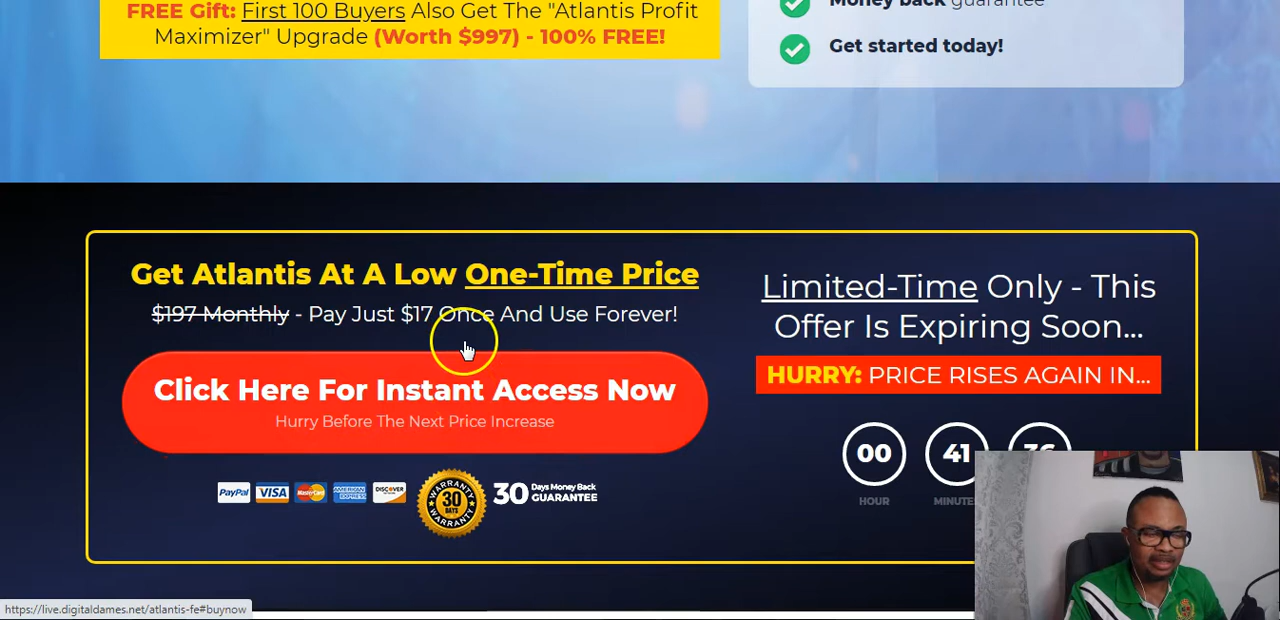 FREE Gift: First 100 Buyers Also Get The "Atlantis Profit
Maximizer" Upgrade (Worth $997) - 100% FREE!
Money back guarantee
Get started today!
Get Atlantis At A Low One-Time Price
$197 Monthly - Pay Just $17 Once And Use Forever!
Click Here For Instant Access Now
Hurry Before The Next Price Increase
PayPal VISA MasterCard AMERICAN EXPRESS DISCOVER
WARRANTY
30
DAYS
WARRANTY
30 Days Money Back
GUARANTEE
Limited-Time Only - This
Offer Is Expiring Soon...
HURRY: PRICE RISES AGAIN IN...
00 41
HOUR
https://live.digitaldames.net/atlantis-fe#buynow